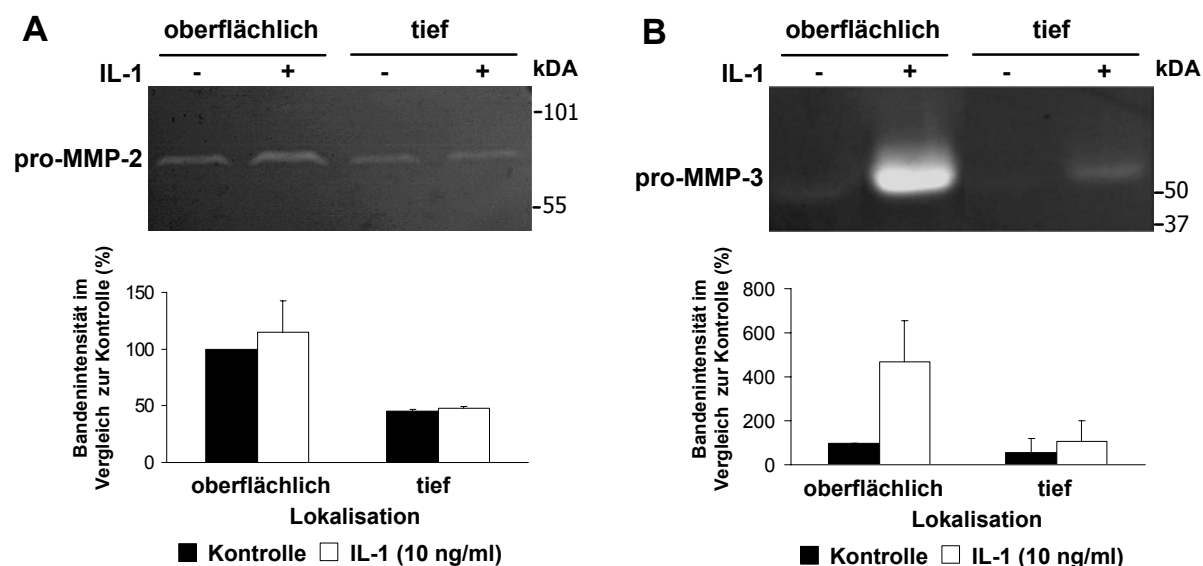 A
oberflächlich tief
IL-1 - + - + kDA
-101
pro-MMP-2
-55
Bandenintensität im
Vergleich zur Kontrolle (%)
150
100
50
0
oberflächlich tief
Lokalisation
Kontrolle IL-1 (10 ng/ml)
B
oberflächlich tief
IL-1 - + - + kDA
pro-MMP-3
-50
-37
Bandenintensität im
Vergleich zur Kontrolle (%)
800
600
400
200
0
oberflächlich tief
Lokalisation
Kontrolle IL-1 (10 ng/ml)